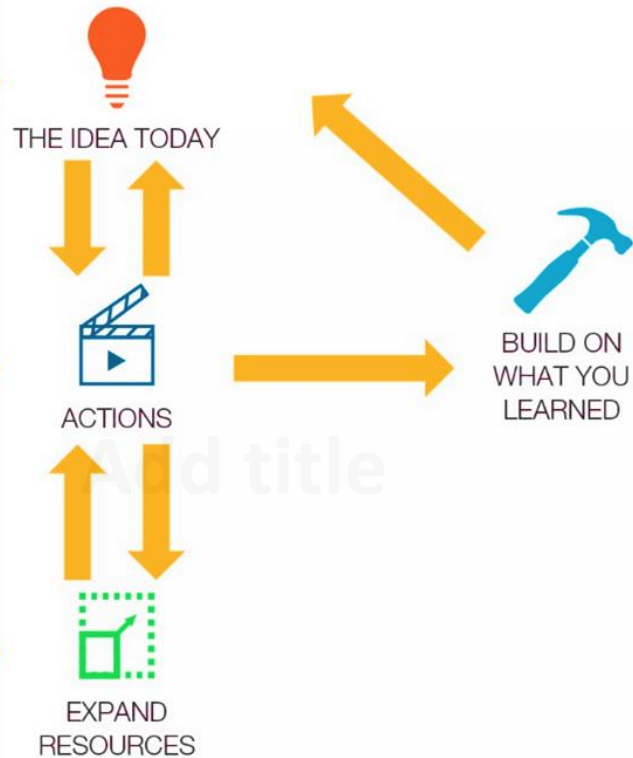 THE IDEA TODAY
ACTIONS
BUILD ON
WHAT YOU
LEARNED
Add title
EXPAND
RESOURCES